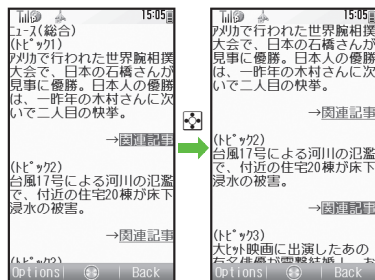 15:05
ﾆｭｰｽ(総合)
(ﾄﾋﾟｯｸ1)
ｱﾒﾘｶで行われた世界腕相撲
大会で、日本の石橋さんが
見事に優勝。日本人の優勝
は、一昨年の木村さんに次
いで二人目の快挙。
→関連記事
(ﾄﾋﾟｯｸ2)
台風17号による河川の氾濫
で、付近の住宅20棟が床下
浸水の被害。
→関連記事
Options
Back
15:05
ｱﾒﾘｶで行われた世界腕相撲
大会で、日本の石橋さんが
見事に優勝。日本人の優勝
は、一昨年の木村さんに次
いで二人目の快挙。
→関連記事
(ﾄﾋﾟｯｸ2)
台風17号による河川の氾濫
で、付近の住宅20棟が床下
浸水の被害。
→関連記事
(ﾄﾋﾟｯｸ3)
大ﾋｯﾄ映画に出演したあの
Options
Back